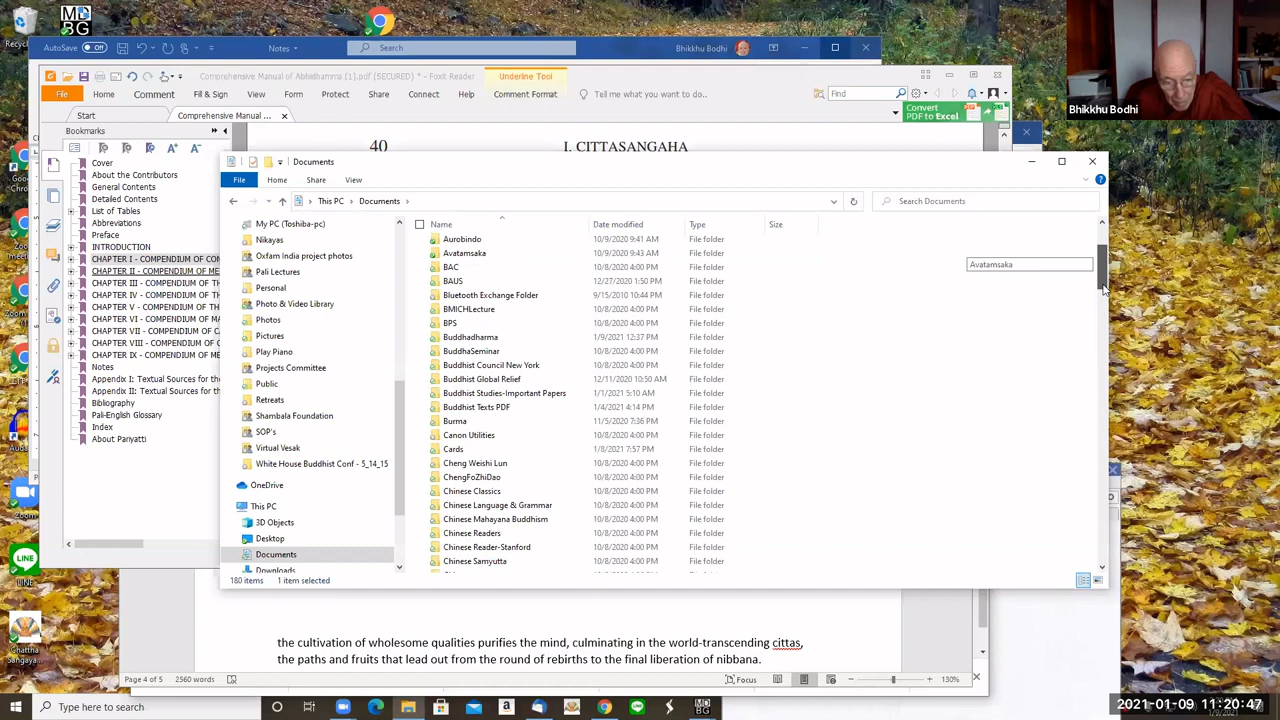 Recycle
MDBG
AutoSave Off
Notes
Search
Bhikkhu Bodhi
Comprehensive Manual of Abhidhamma (1).pdf (SECURED) * - Foxit Reader
Underline Tool
File Home Comment Fill & Sign View Form Protect Share Connect Help Comment Format Tell me what you want to do... Find
Start Comprehensive Manual ...
Convert
PDF to Excel
Bookmarks
Cover
About the Contributors
General Contents
Detailed Contents
List of Tables
Abbreviations
Preface
INTRODUCTION
CHAPTER I - COMPENDIUM OF CON
CHAPTER II - COMPENDIUM OF ME
CHAPTER III - COMPENDIUM OF TH
CHAPTER IV - COMPENDIUM OF TH
CHAPTER V - COMPENDIUM OF TH
CHAPTER VI - COMPENDIUM OF MA
CHAPTER VII - COMPENDIUM OF C
CHAPTER VIII - COMPENDIUM OF C
CHAPTER IX - COMPENDIUM OF ME
Notes
Appendix I: Textual Sources for the
Appendix II: Textual Sources for the
Bibliography
Pali-English Glossary
Index
About Pariyatti
40 I. CITTASANGAHA
Documents
File Home Share View
This PC Documents Search Documents
My PC (Toshiba-pc)
Nikayas
Oxfam India project photos
Pali Lectures
Personal
Photo & Video Library
Photos
Pictures
Play Piano
Projects Committee
Public
Retreats
Shambala Foundation
SOP's
Virtual Vesak
White House Buddhist Conf - 5_14_15
OneDrive
This PC
3D Objects
Desktop
Documents
Downloads
Name Date modified Type Size
Aurobindo 10/9/2020 9:41 AM File folder
Avatamsaka 10/9/2020 9:43 AM File folder
BAC 10/8/2020 4:00 PM File folder
BAUS 12/27/2020 1:50 PM File folder
Bluetooth Exchange Folder 9/15/2010 10:44 PM File folder
BMICHLecture 10/8/2020 4:00 PM File folder
BPS 10/8/2020 4:00 PM File folder
Buddhadharma 1/9/2021 12:37 PM File folder
BuddhaSeminar 10/8/2020 4:00 PM File folder
Buddhist Council New York 10/8/2020 4:00 PM File folder
Buddhist Global Relief 12/11/2020 10:50 AM File folder
Buddhist Studies-Important Papers 1/1/2021 5:10 AM File folder
Buddhist Texts PDF 1/4/2021 4:14 PM File folder
Burma 11/5/2020 7:36 PM File folder
Canon Utilities 10/8/2020 4:00 PM File folder
Cards 1/8/2021 7:57 PM File folder
Cheng Weishi Lun 10/8/2020 4:00 PM File folder
ChengFoZhiDao 10/8/2020 4:00 PM File folder
Chinese Classics 10/8/2020 4:00 PM File folder
Chinese Language & Grammar 10/8/2020 4:00 PM File folder
Chinese Mahayana Buddhism 10/8/2020 4:00 PM File folder
Chinese Readers 10/8/2020 4:00 PM File folder
Chinese Reader-Stanford 10/8/2020 4:00 PM File folder
Chinese Samyutta 10/8/2020 4:00 PM File folder
Avatamsaka
180 items 1 item selected
the cultivation of wholesome qualities purifies the mind, culminating in the world-transcending cittas,
the paths and fruits that lead out from the round of rebirths to the final liberation of nibbana.
Page 4 of 5 2560 words Focus 130%
LINE
LINE
Chattha
Sangaya...
Type here to search
MDBG
Bhikkhu Bodhi
2021-01-09 11:20:47
1/9/2021